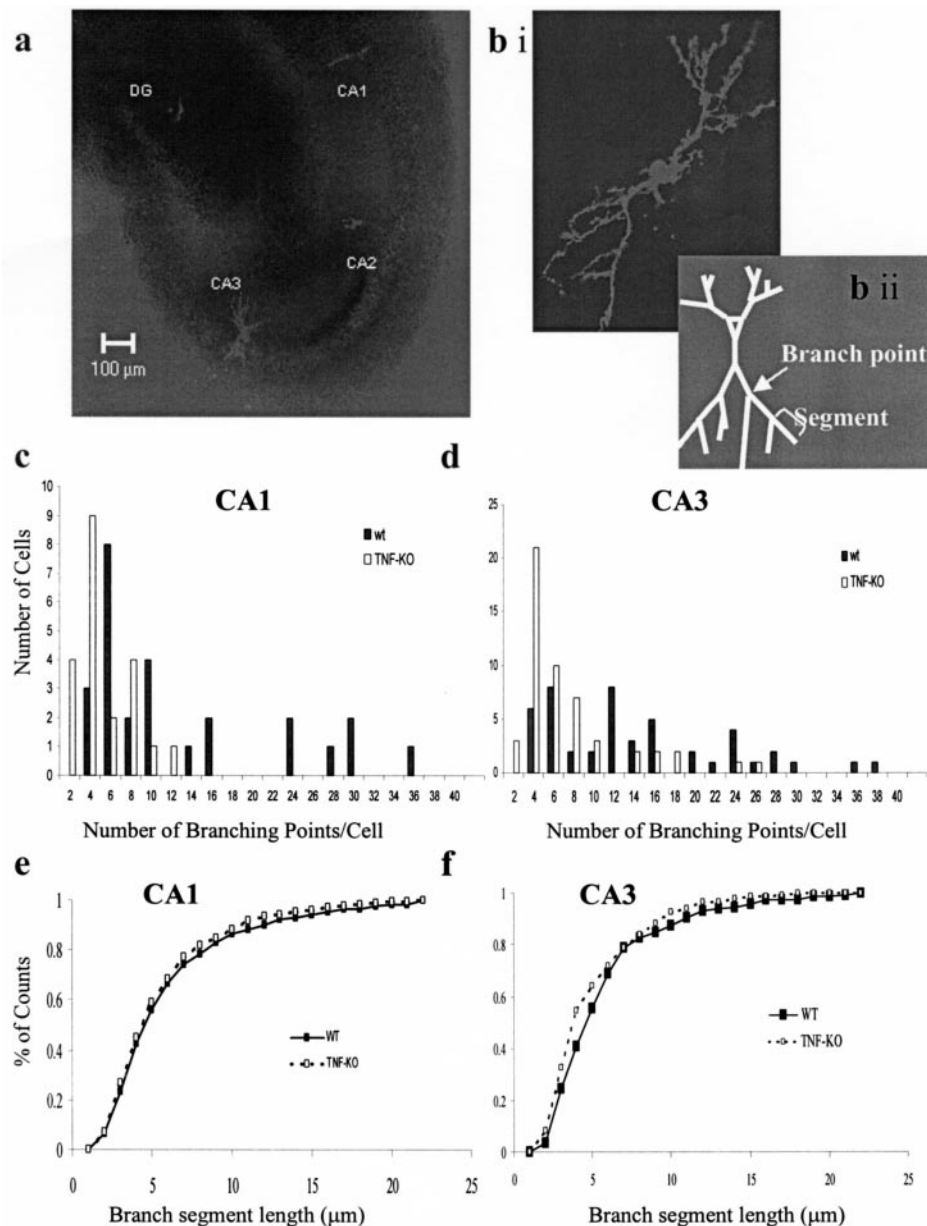 a
DG
CA1
CA2
CA3
100 µm
b i
b ii
Branch point
Segment
c
CA1
Number of Cells
10
9
8
7
6
5
4
3
2
1
0
wt
TNF-KO
2 4 6 8 10 12 14 16 20 22 24 26 28 30 34 36 38 40
Number of Branching Points/Cell
d
CA3
25
20
15
10
5
0
wt
TNF-KO
2 4 6 8 10 12 14 16 18 20 22 24 26 28 30 34 36 38 40
Number of Branching Points/Cell
e
CA1
% of Counts
1
0.8
0.6
0.4
0.2
0
WT
TNF-KO
0 5 10 15 20 25
Branch segment length (µm)
f
CA3
1
0.8
0.6
0.4
0.2
0
WT
TNF-KO
0 5 10 15 20 25
Branch segment length (µm)